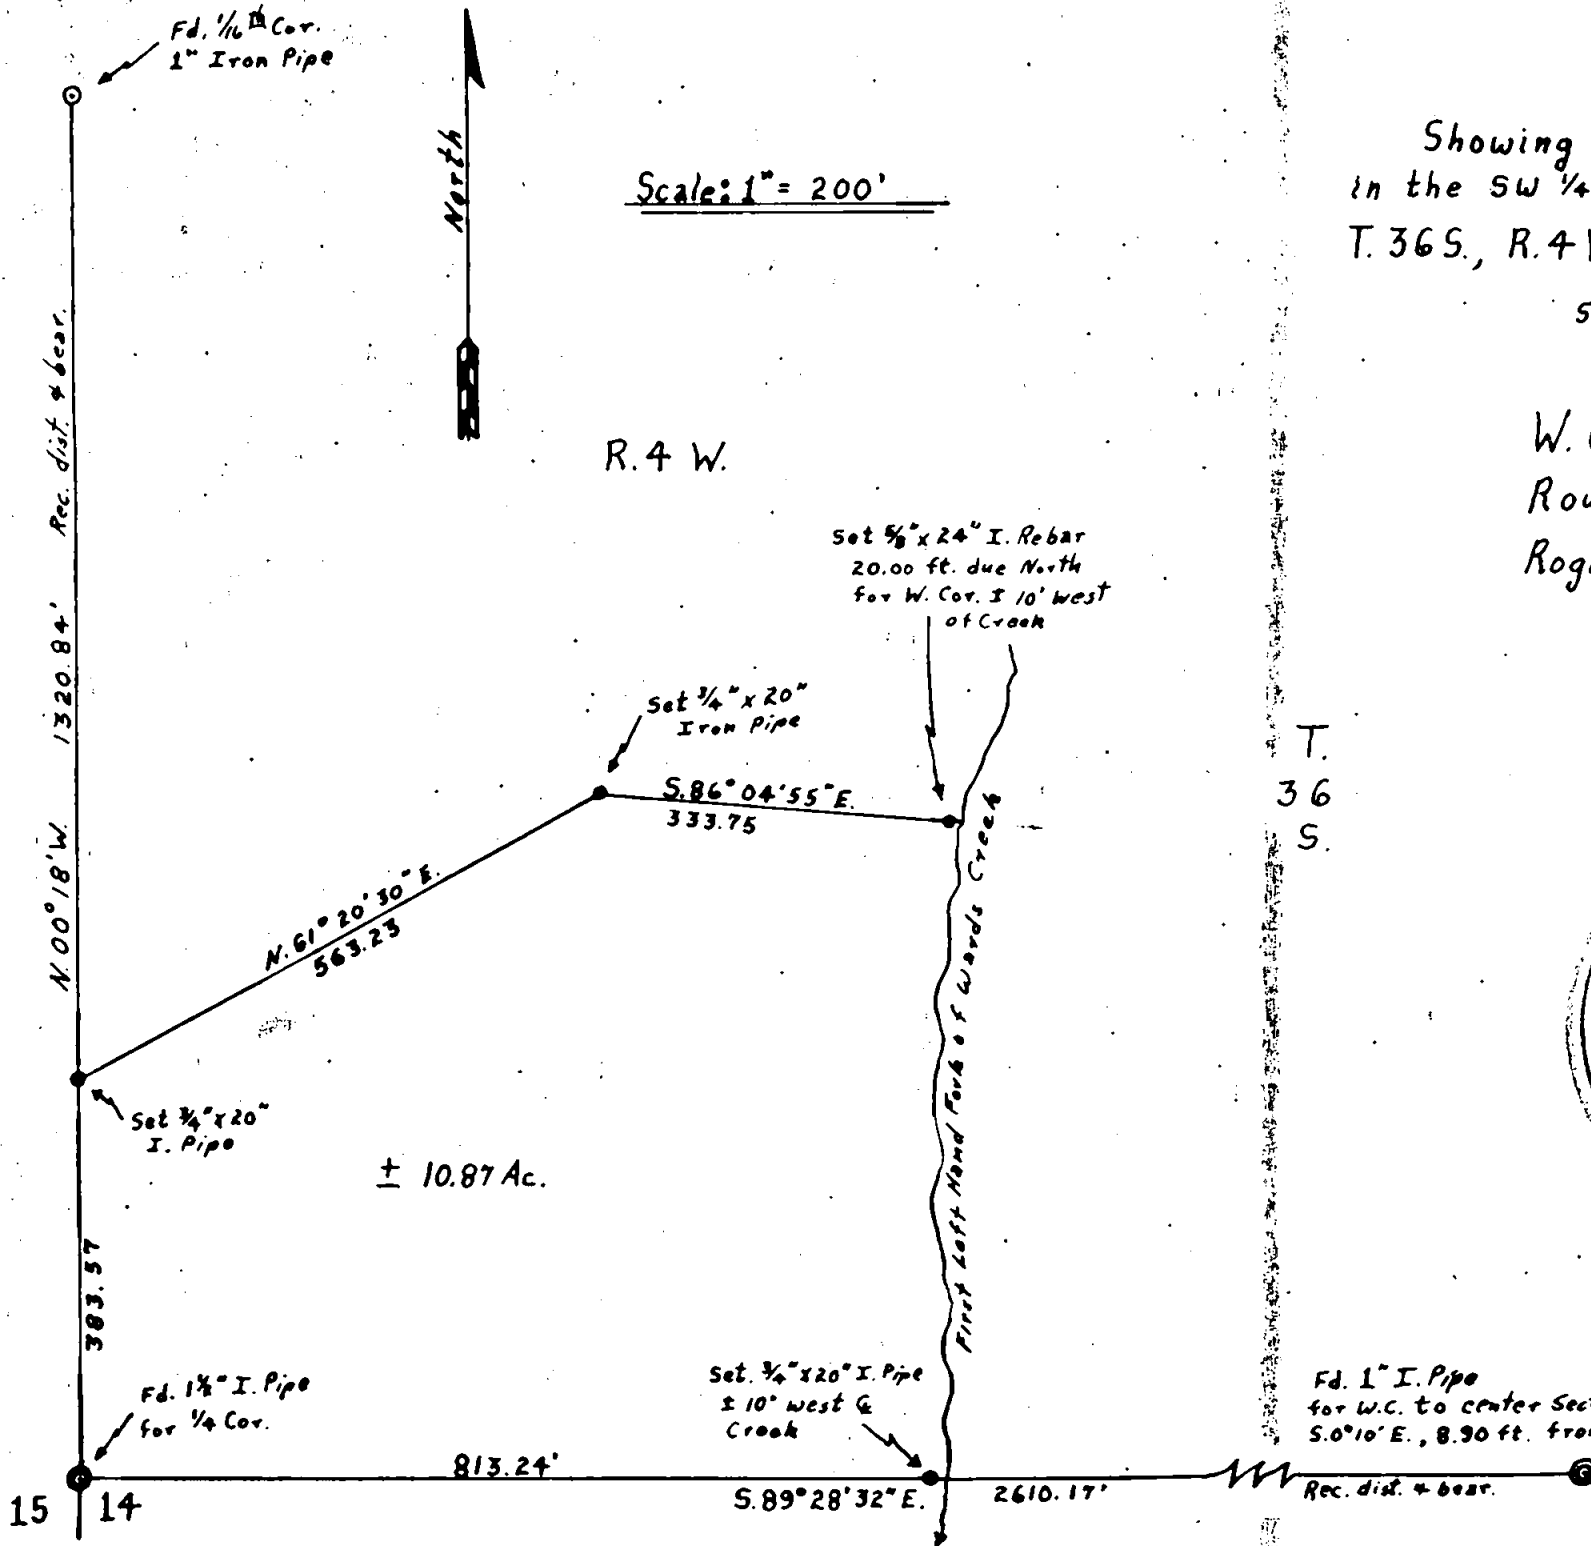 Fd. 1/16 th Cor.
1" Iron Pipe
North
Scale: 1" = 200'
Showing
in the SW 1/4
T. 36 S., R. 4
W.
Rou
Rog
R. 4 W.
N. 00° 18' W. 1320.84' Rec. dist. & bear.
Set 5/8" x 24" I. Rebar
20.00 ft. due North
for W. Cor. ± 10' west
of Creek
Set 3/4" x 20"
Iron Pipe
T.
36
S.
S. 86° 04' 55" E.
333.75
N. 61° 20' 30" E.
563.23
First Left Hand Fork of Wards Creek
Set 3/4" x 20"
I. Pipe
± 10.87 Ac.
383.57
Fd. 1½" I. Pipe
for 1/4 Cor.
Set. 3/4" x 20" I. Pipe
± 10' west ℄
Creek
Fd. 1" I. Pipe
for W.C. to center Sec
S. 0° 10' E., 8.90 ft. fro
813.24'
S. 89° 28' 32" E.
2610.17'
Rec. dist. & bear.
15 14